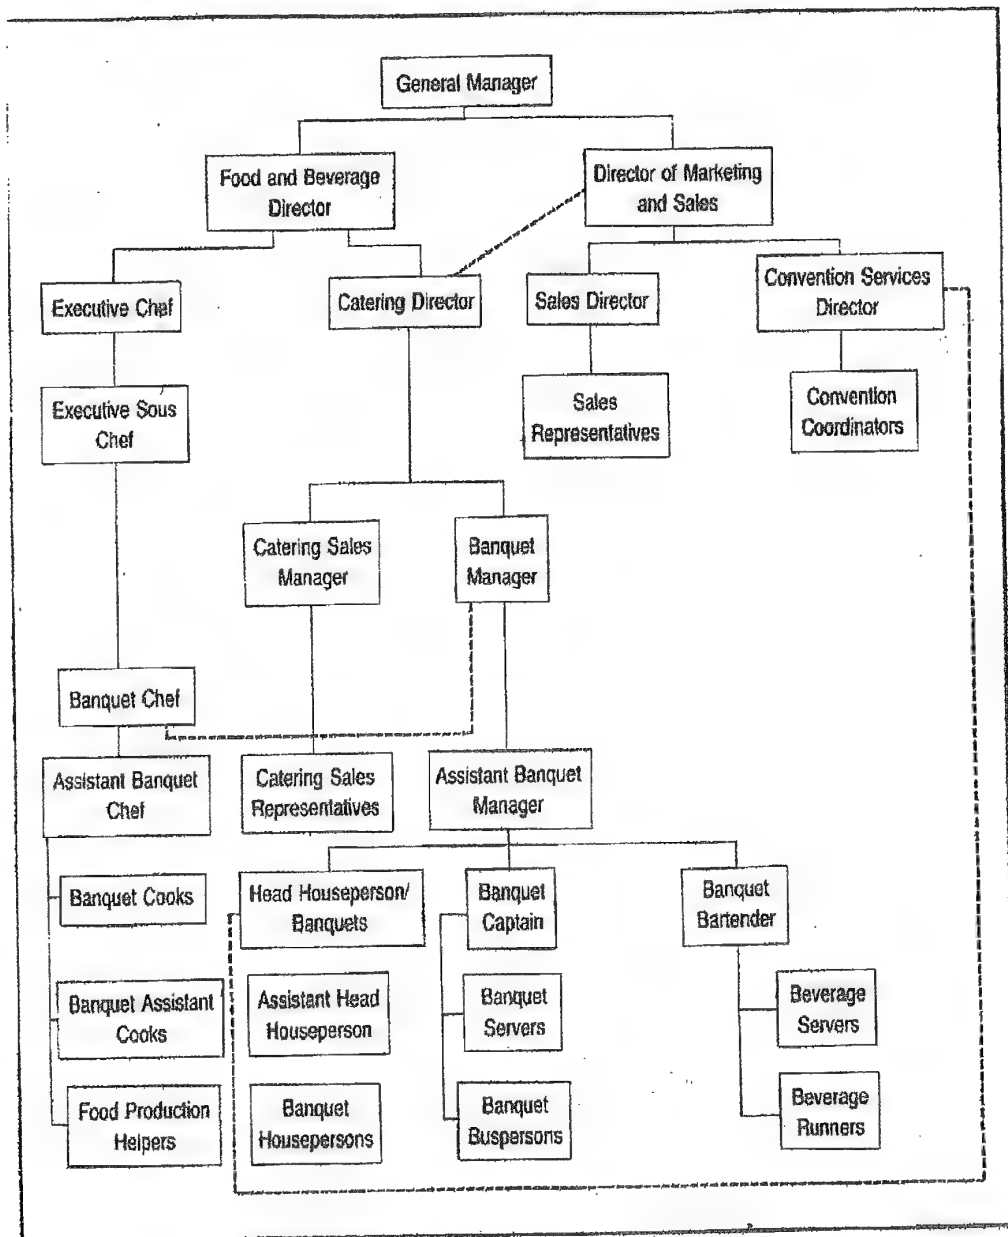 General Manager
Food and Beverage
Director
Director of Marketing
and Sales
Executive Chef
Catering Director
Sales Director
Convention Services
Director
Executive Sous
Chef
Sales
Representatives
Convention
Coordinators
Catering Sales
Manager
Banquet
Manager
Banquet Chef
Assistant Banquet
Chef
Catering Sales
Representatives
Assistant Banquet
Manager
Banquet Cooks
Head Houseperson/
Banquets
Banquet
Captain
Banquet
Bartender
Banquet Assistant
Cooks
Assistant Head
Houseperson
Banquet
Servers
Beverage
Servers
Food Production
Helpers
Banquet
Housepersons
Banquet
Buspersons
Beverage
Runners